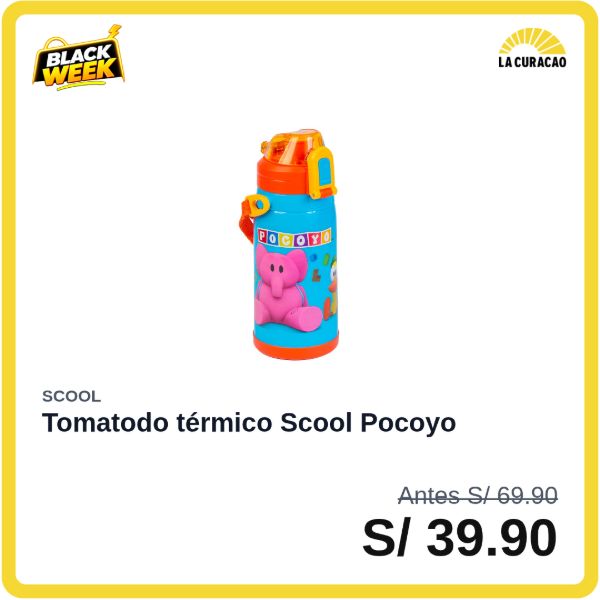 BLACK
WEEK
LA CURACAO
POCOYO
SCOOL
Tomatodo térmico Scool Pocoyo
Antes S/ 69.90
S/ 39.90